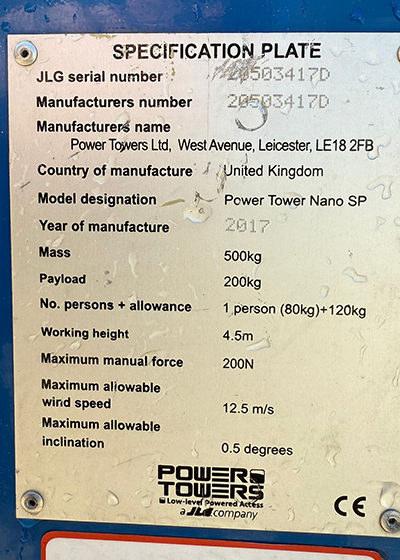 SPECIFICATION PLATE
JLG serial number 20503417D
Manufacturers number 20503417D
Manufacturers name
Power Towers Ltd, West Avenue, Leicester, LE18 2FB
Country of manufacture United Kingdom
Model designation Power Tower Nano SP
Year of manufacture 2017
Mass 500kg
Payload 200kg
No. persons + allowance 1 person (80kg)+120kg
Working height 4.5m
Maximum manual force 200N
Maximum allowable
wind speed 12.5 m/s
Maximum allowable
inclination 0.5 degrees
POWER
TOWERS
Low-level Powered Access
a JLG company
CE